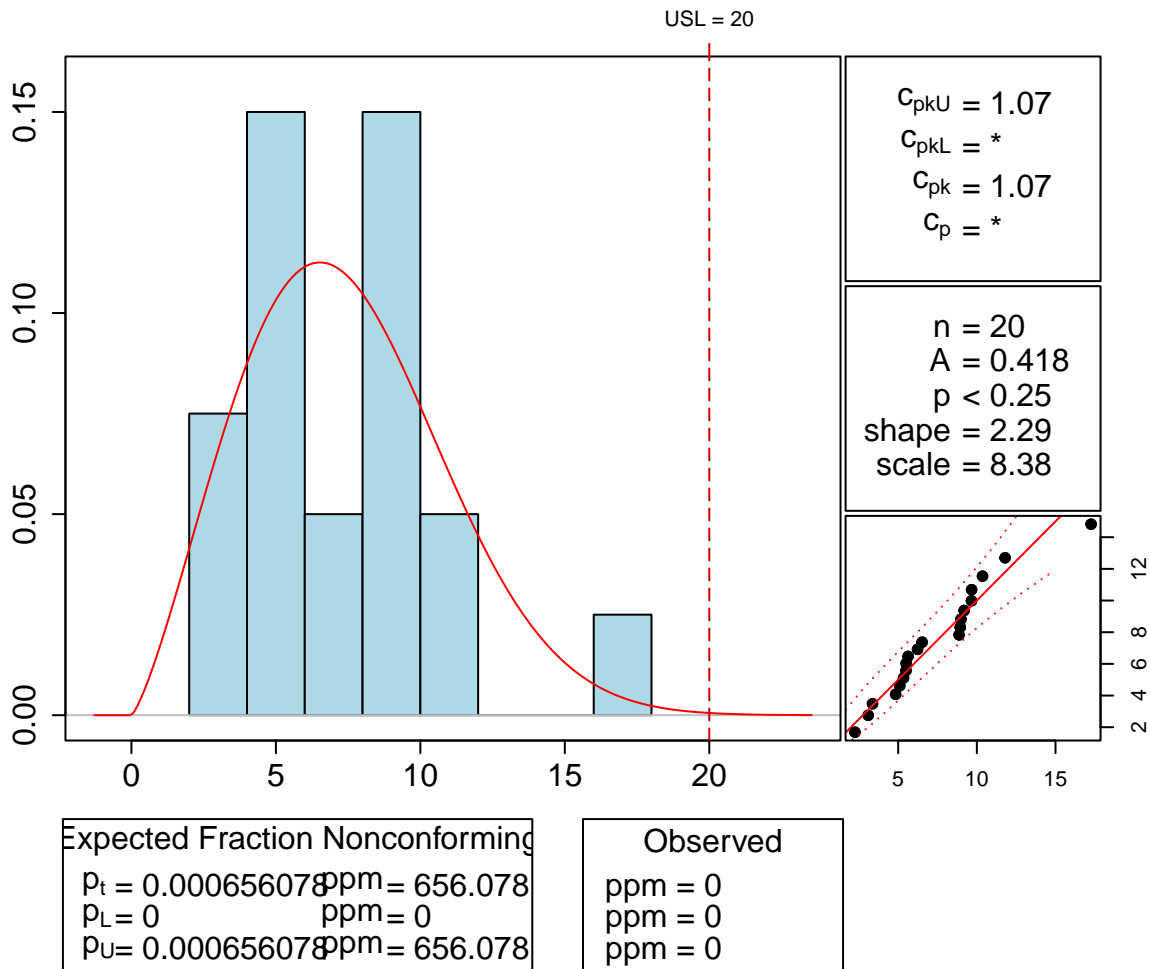 USL = 20
0.15
0.10
0.05
0.00
0 5 10 15 20
cpkU = 1.07
cpkL = *
cpk = 1.07
cp = *
n = 20
A = 0.418
p < 0.25
shape = 2.29
scale = 8.38
12
8
6
4
2
5 10 15
Expected Fraction Nonconforming
pt = 0.000656078 ppm = 656.078
pL = 0 ppm = 0
pU = 0.000656078 ppm = 656.078
Observed
ppm = 0
ppm = 0
ppm = 0